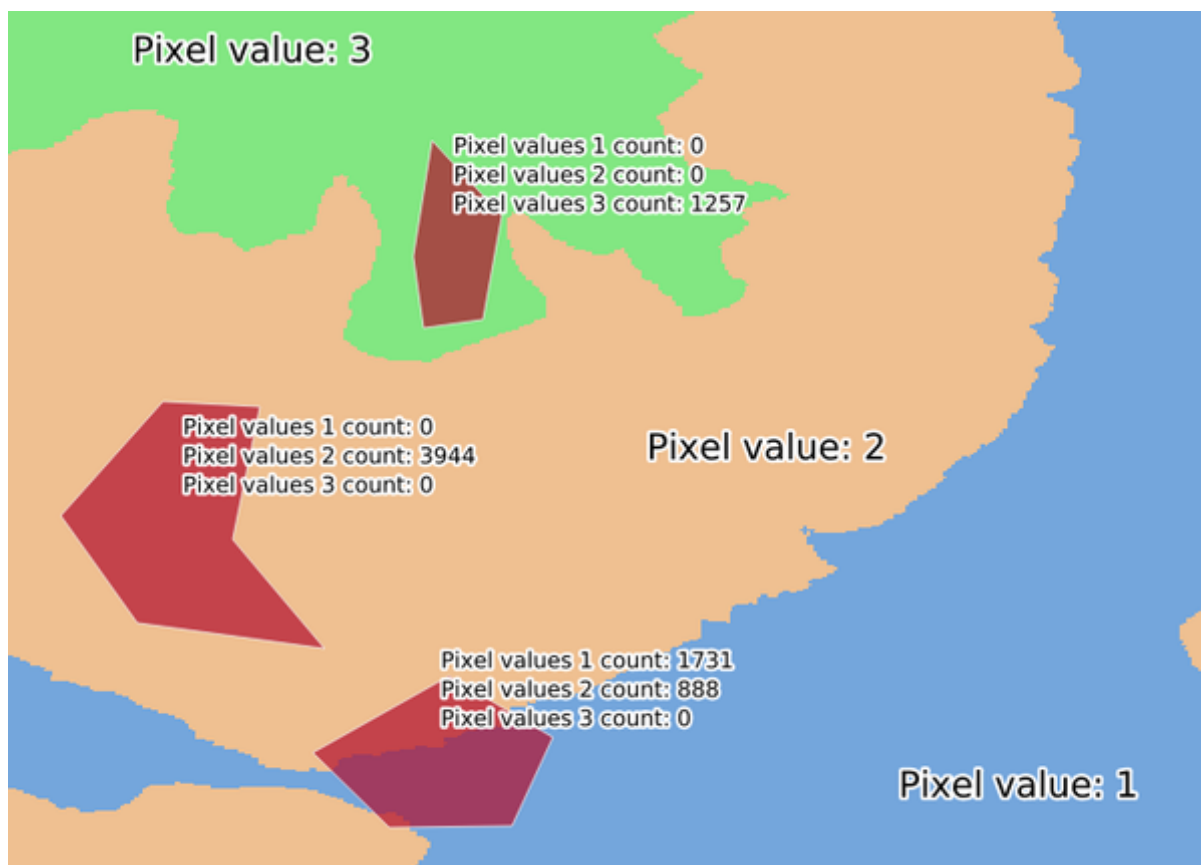 Pixel value: 3
Pixel values 1 count: 0
Pixel values 2 count: 0
Pixel values 3 count: 1257
Pixel values 1 count: 0
Pixel values 2 count: 3944
Pixel values 3 count: 0
Pixel value: 2
Pixel values 1 count: 1731
Pixel values 2 count: 888
Pixel values 3 count: 0
Pixel value: 1